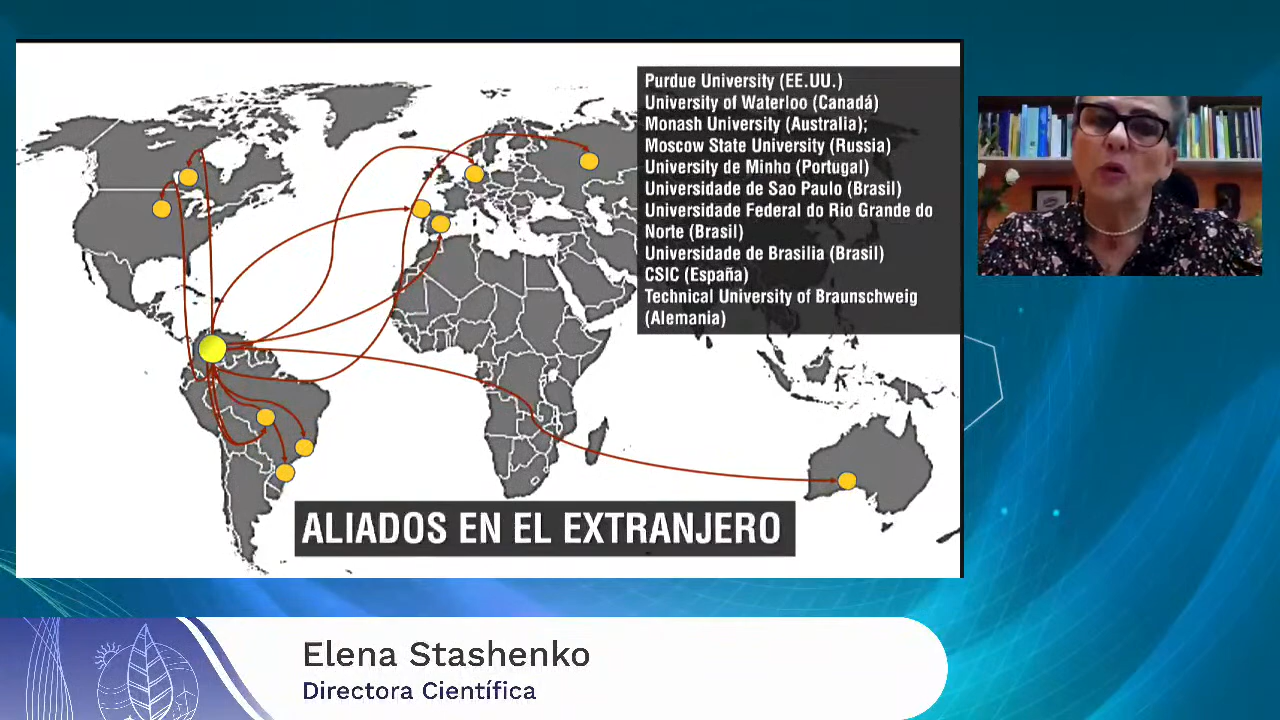 Purdue University (EE.UU.)
University of Waterloo (Canadá)
Monash University (Australia);
Moscow State University (Russia)
University de Minho (Portugal)
Universidade de Sao Paulo (Brasil)
Universidade Federal do Rio Grande do
Norte (Brasil)
Universidade de Brasilia (Brasil)
CSIC (España)
Technical University of Braunschweig
(Alemania)
ALIADOS EN EL EXTRANJERO
Elena Stashenko
Directora Científica